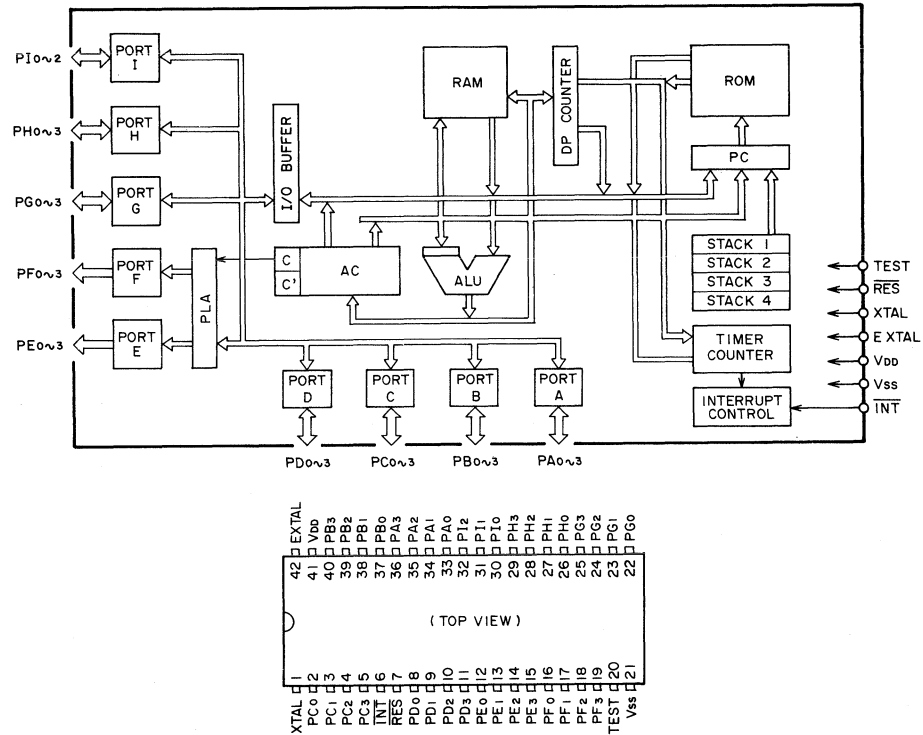 PI0~2
PORT I
PH0~3
PORT H
PG0~3
PORT G
PF0~3
PORT F
PE0~3
PORT E
PLA
I/O BUFFER
RAM
DP COUNTER
ROM
PC
C
C'
AC
ALU
STACK 1
STACK 2
STACK 3
STACK 4
TIMER COUNTER
INTERRUPT CONTROL
TEST
R̅E̅S̅
XTAL
EXTAL
VDD
VSS
I̅N̅T̅
PORT D
PORT C
PORT B
PORT A
PD0~3
PC0~3
PB0~3
PA0~3
EXTAL
VDD
PB3
PB2
PB1
PB0
PA3
PA2
PA1
PA0
PI2
PI1
PI0
PH3
PH2
PH1
PH0
PG3
PG2
PG1
PG0
42
41
40
39
38
37
36
35
34
33
32
31
30
29
28
27
26
25
24
23
22
(TOP VIEW)
1
2
3
4
5
6
7
8
9
10
11
12
13
14
15
16
17
18
19
20
21
XTAL
PC0
PC1
PC2
PC3
I̅N̅T̅
R̅E̅S̅
PD0
PD1
PD2
PD3
PE0
PE1
PE2
PE3
PF0
PF1
PF2
PF3
TEST
VSS